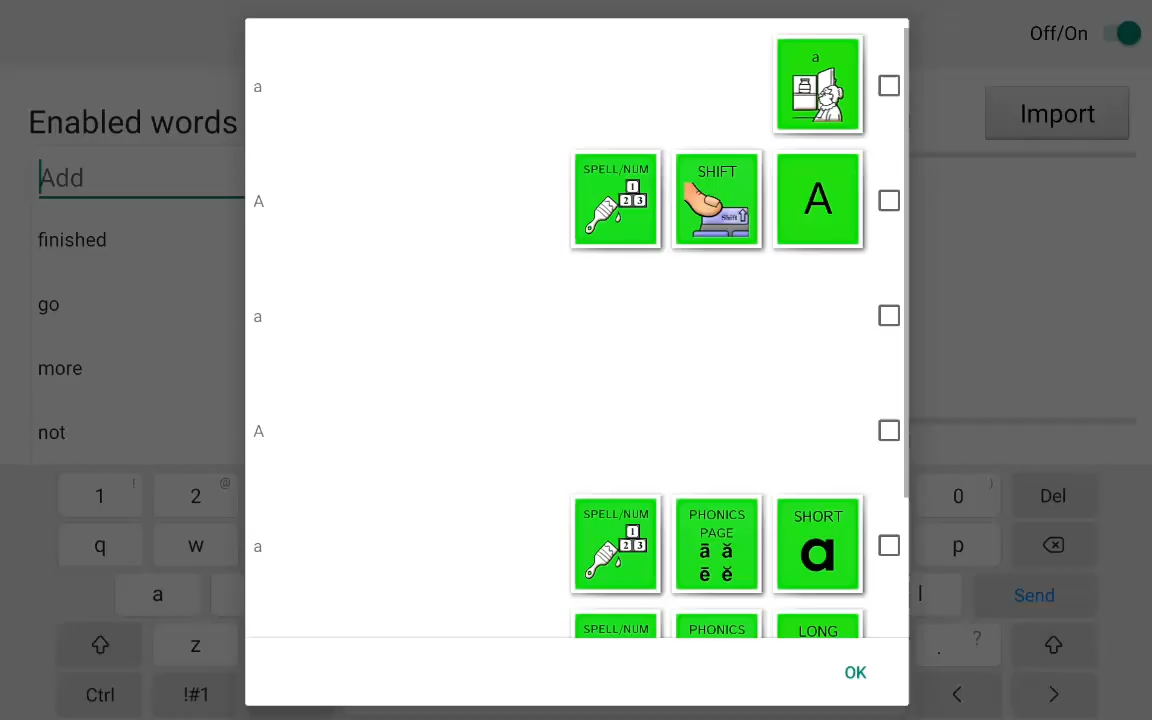 Off/On
Enabled words
Import
Add
finished
go
more
not
a
a
A
SPELL/NUM
1
2 3
SHIFT
Shift
A
a
A
a
SPELL/NUM
1
2 3
PHONICS
PAGE
ā ă
ē ĕ
SHORT
a
SPELL/NUM
PHONICS
LONG
OK
1 !
2 @
0 )
Del
q
w
p
a
l
Send
z
. ?
Ctrl
!#1